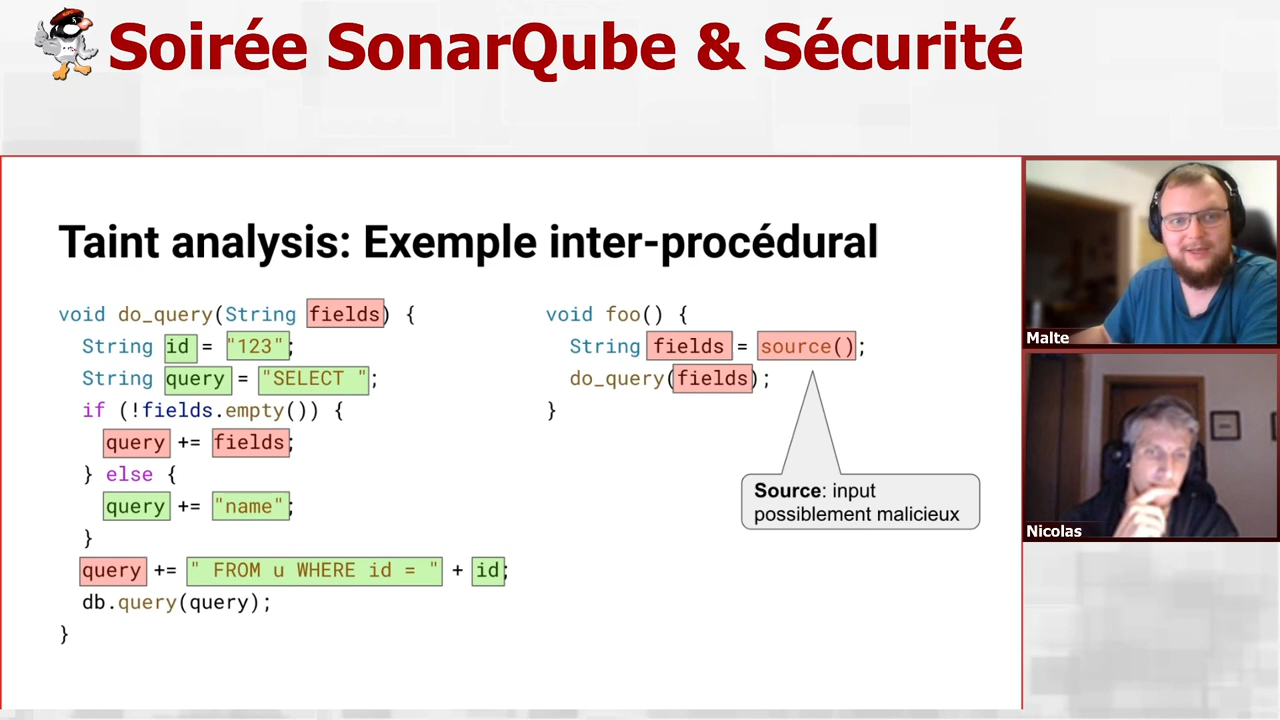 Soirée SonarQube & Sécurité
Taint analysis: Exemple inter-procédural
void do_query(String fields) {
String id = "123";
String query = "SELECT ";
if (!fields.empty()) {
query += fields;
} else {
query += "name";
}
query += " FROM u WHERE id = " + id;
db.query(query);
}
void foo() {
String fields = source();
do_query(fields);
}
Source: input
possiblement malicieux
Malte
Nicolas